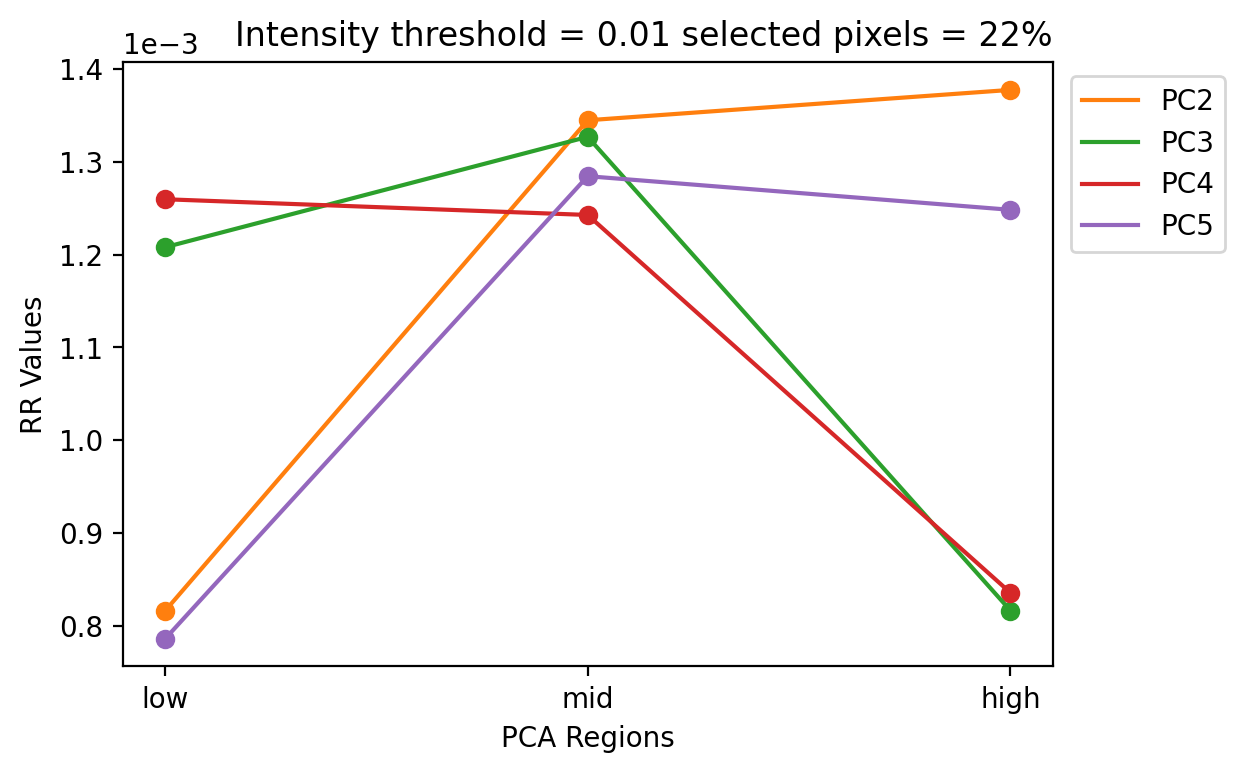 Intensity threshold = 0.01 selected pixels = 22%
1e−3
1.4
1.3
1.2
1.1
1.0
0.9
0.8
RR Values
low
mid
high
PCA Regions
PC2
PC3
PC4
PC5